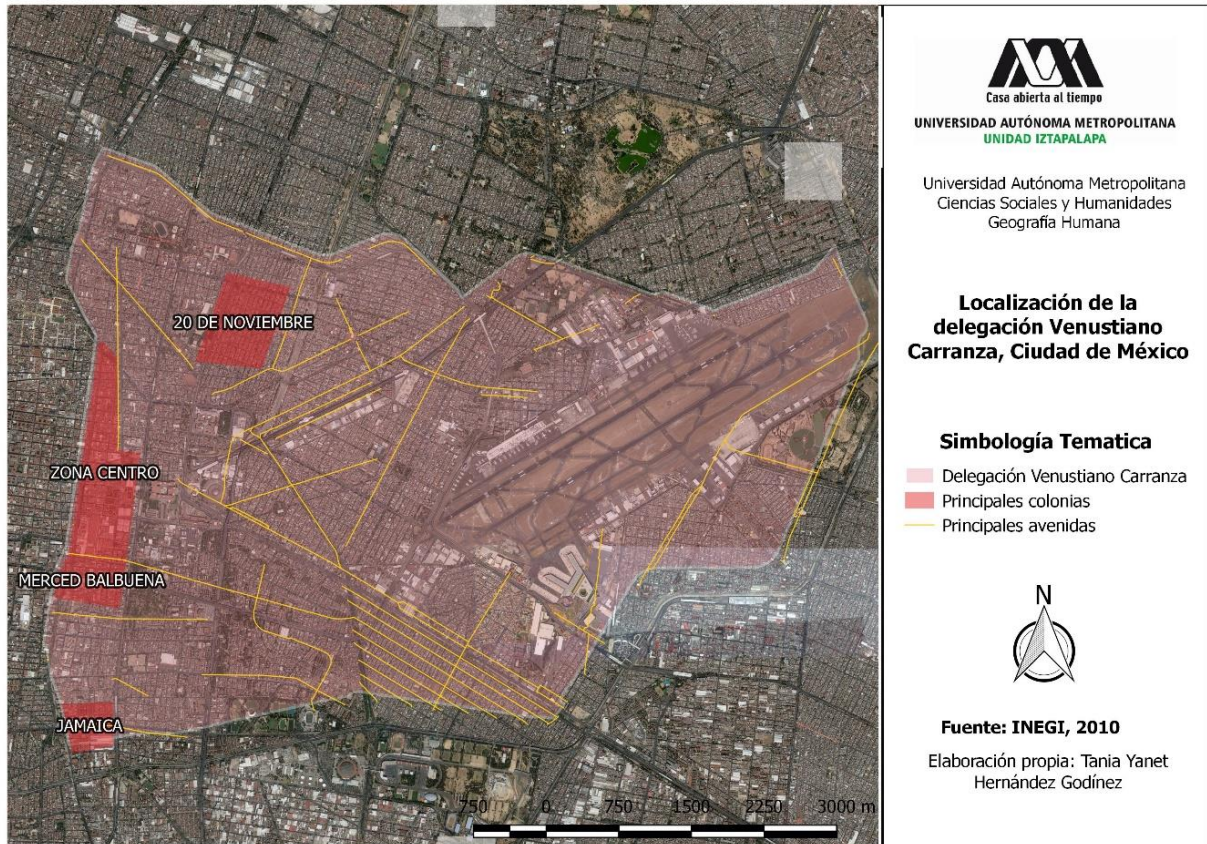 20 DE NOVIEMBRE
ZONA CENTRO
MERCED BALBUENA
JAMAICA
750 0 750 1500 2250 3000 m
Casa abierta al tiempo
UNIVERSIDAD AUTÓNOMA METROPOLITANA
UNIDAD IZTAPALAPA
Universidad Autónoma Metropolitana
Ciencias Sociales y Humanidades
Geografía Humana
Localización de la
delegación Venustiano
Carranza, Ciudad de México
Simbología Tematica
Delegación Venustiano Carranza
Principales colonias
Principales avenidas
N
Fuente: INEGI, 2010
Elaboración propia: Tania Yanet
Hernández Godínez